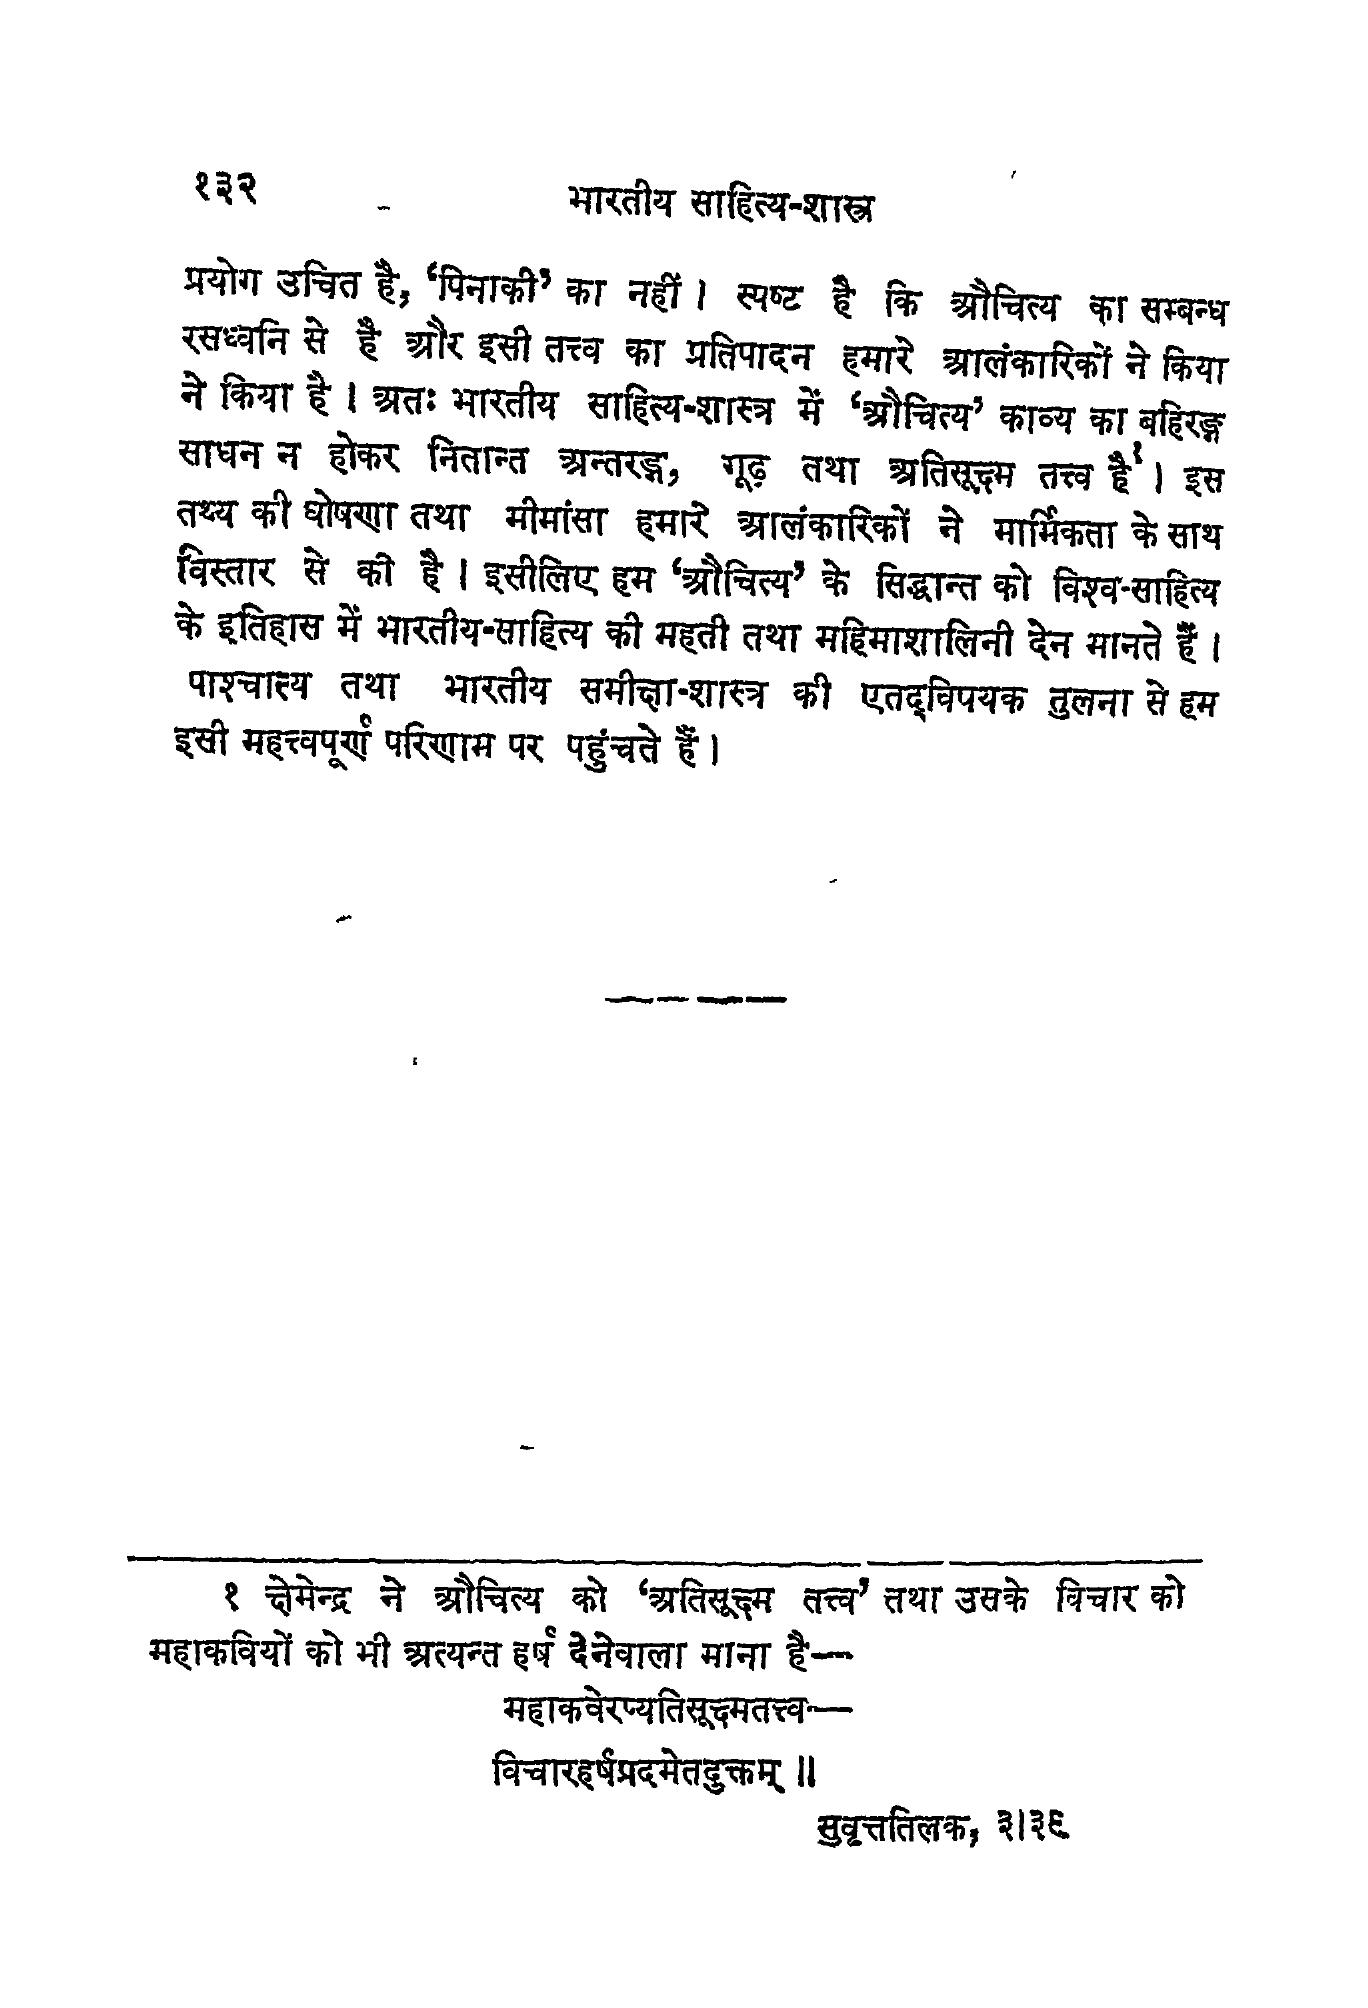 १३२ भारतीय साहित्य-शास्त्र
प्रयोग उचित है, ‘पिनाकी’ का नहीं। स्पष्ट है कि औचित्य का सम्बन्ध
रसध्वनि से है और इसी तत्त्व का प्रतिपादन हमारे आलंकारिकों ने किया
ने किया है। अतः भारतीय साहित्य-शास्त्र में ‘औचित्य’ काव्य का बहिरङ्ग
साधन न होकर नितान्त अन्तरङ्ग, गूढ़ तथा अतिसूक्ष्म तत्त्व है¹। इस
तथ्य की घोषणा तथा मीमांसा हमारे आलंकारिकों ने मार्मिकता के साथ
विस्तार से की है। इसीलिए हम ‘औचित्य’ के सिद्धान्त को विश्व-साहित्य
के इतिहास में भारतीय-साहित्य की महती तथा महिमाशालिनी देन मानते हैं।
पाश्चात्त्य तथा भारतीय समीक्षा-शास्त्र की एतद्विषयक तुलना से हम
इसी महत्त्वपूर्ण परिणाम पर पहुंचते हैं।
१ क्षेमेन्द्र ने औचित्य को ‘अतिसूक्ष्म तत्त्व’ तथा उसके विचार को
महाकवियों को भी अत्यन्त हर्ष देनेवाला माना है—
महाकवेरप्यतिसूक्ष्मतत्त्व—
विचारहर्षप्रदमेतदुक्तम् ॥
सुवृत्ततिलक, ३।३९